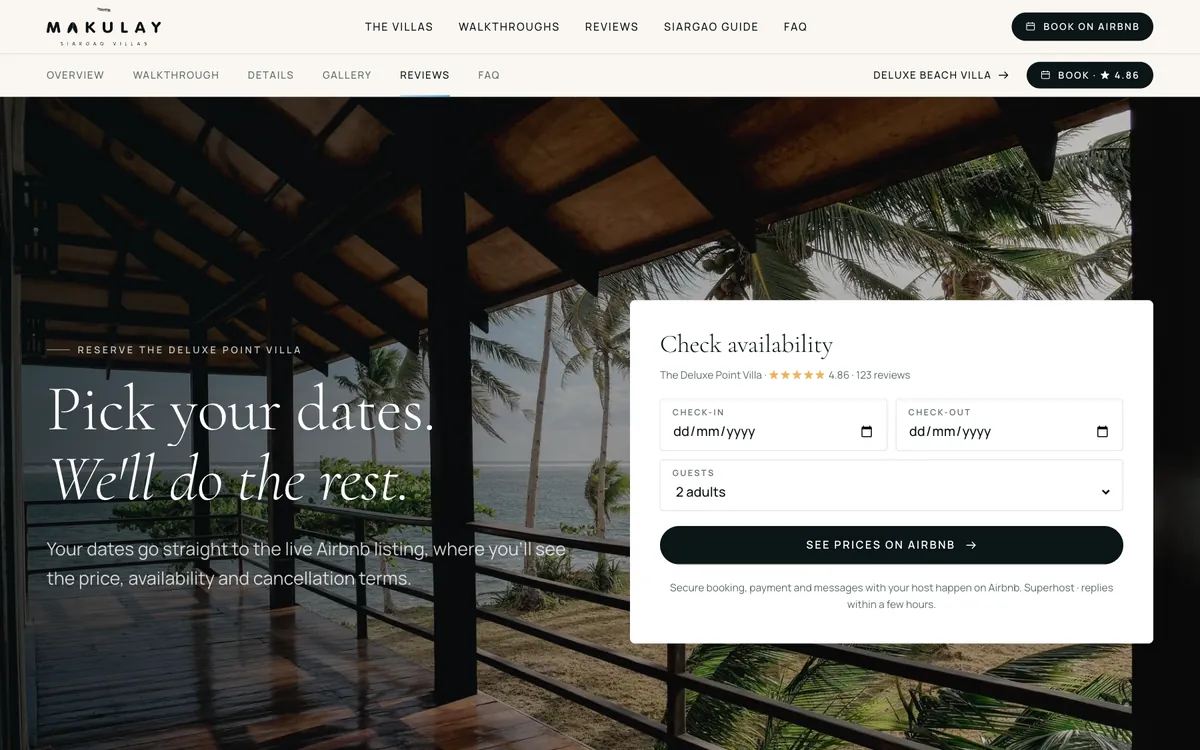 MAKULAY
SIARGAO VILLAS
THE VILLAS
WALKTHROUGHS
REVIEWS
SIARGAO GUIDE
FAQ
BOOK ON AIRBNB
OVERVIEW
WALKTHROUGH
DETAILS
GALLERY
REVIEWS
FAQ
DELUXE BEACH VILLA →
BOOK · ★ 4.86
RESERVE THE DELUXE POINT VILLA
Pick your dates.
We'll do the rest.
Your dates go straight to the live Airbnb listing, where you'll see
the price, availability and cancellation terms.
Check availability
The Deluxe Point Villa · ★★★★★ 4.86 · 123 reviews
CHECK-IN
dd/mm/yyyy
CHECK-OUT
dd/mm/yyyy
GUESTS
2 adults
SEE PRICES ON AIRBNB →
Secure booking, payment and messages with your host happen on Airbnb. Superhost · replies
within a few hours.